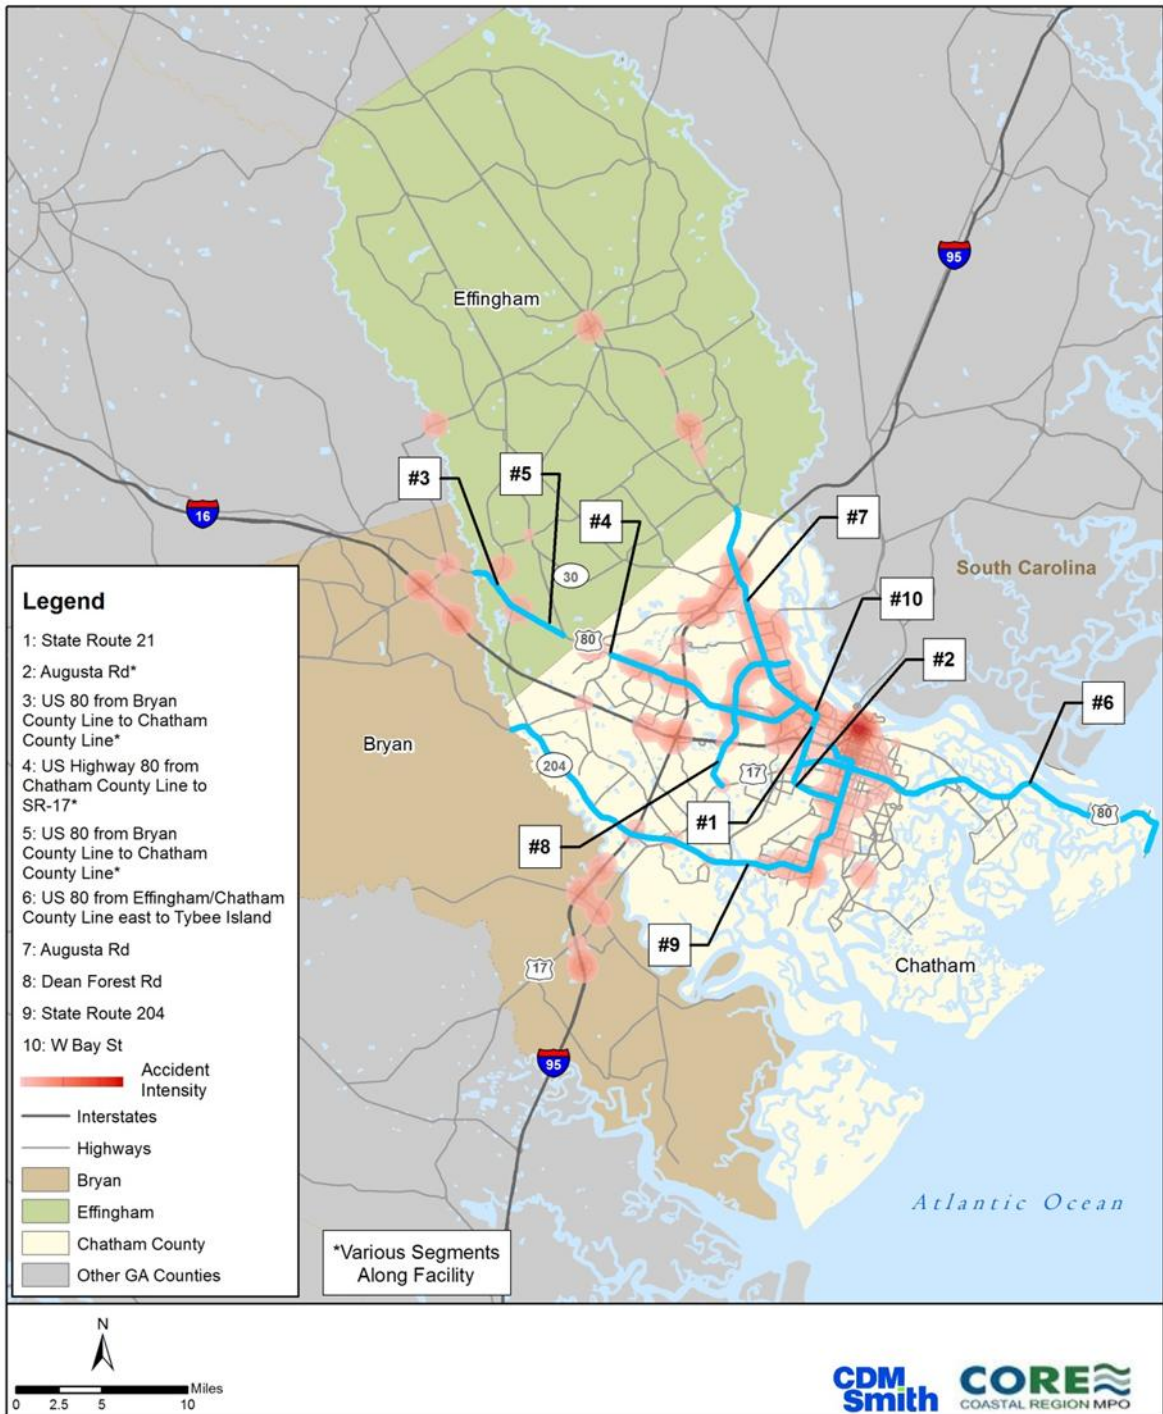 95
Effingham
#3
#5
#4
#7
16
30
South Carolina
#10
80
#2
#6
Bryan
204
17
80
#1
#8
#9
17
Chatham
95
Atlantic Ocean
Legend
1: State Route 21
2: Augusta Rd*
3: US 80 from Bryan
County Line to Chatham
County Line*
4: US Highway 80 from
Chatham County Line to
SR-17*
5: US 80 from Bryan
County Line to Chatham
County Line*
6: US 80 from Effingham/Chatham
County Line east to Tybee Island
7: Augusta Rd
8: Dean Forest Rd
9: State Route 204
10: W Bay St
Accident
Intensity
Interstates
Highways
Bryan
Effingham
Chatham County
Other GA Counties
*Various Segments
Along Facility
N
Miles
0 2.5 5 10
CDM
Smith
CORE
COASTAL REGION MPO